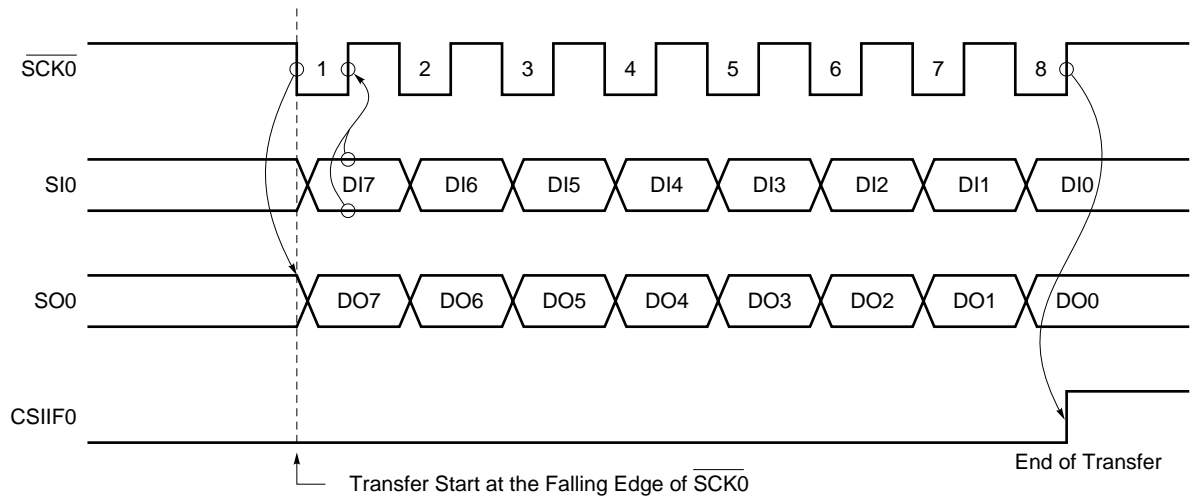 SCK0 1 2 3 4 5 6 7 8
SI0 DI7 DI6 DI5 DI4 DI3 DI2 DI1 DI0
SO0 DO7 DO6 DO5 DO4 DO3 DO2 DO1 DO0
CSIIF0
End of Transfer
Transfer Start at the Falling Edge of SCK0